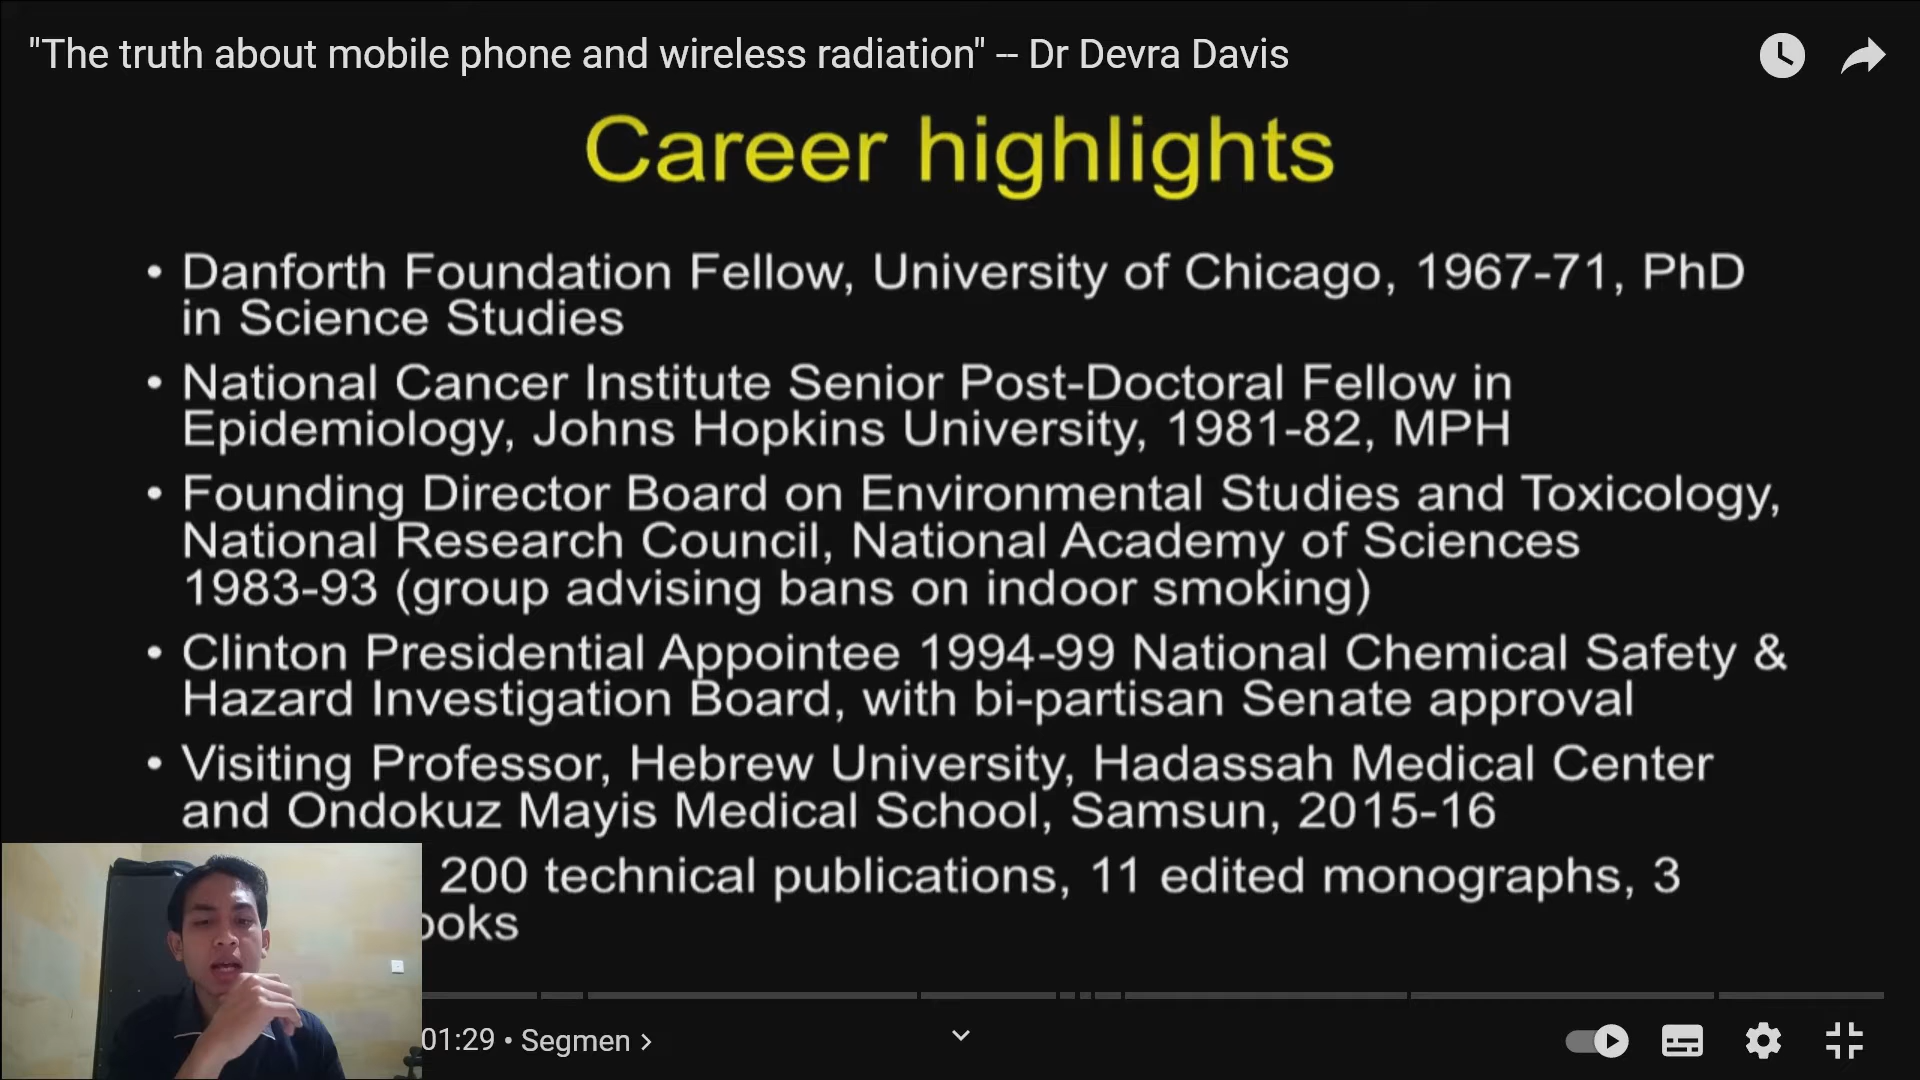 "The truth about mobile phone and wireless radiation" -- Dr Devra Davis
Career highlights
• Danforth Foundation Fellow, University of Chicago, 1967-71, PhD
in Science Studies
• National Cancer Institute Senior Post-Doctoral Fellow in
Epidemiology, Johns Hopkins University, 1981-82, MPH
• Founding Director Board on Environmental Studies and Toxicology,
National Research Council, National Academy of Sciences
1983-93 (group advising bans on indoor smoking)
• Clinton Presidential Appointee 1994-99 National Chemical Safety &
Hazard Investigation Board, with bi-partisan Senate approval
• Visiting Professor, Hebrew University, Hadassah Medical Center
and Ondokuz Mayis Medical School, Samsun, 2015-16
200 technical publications, 11 edited monographs, 3
ooks
01:29 • Segmen >